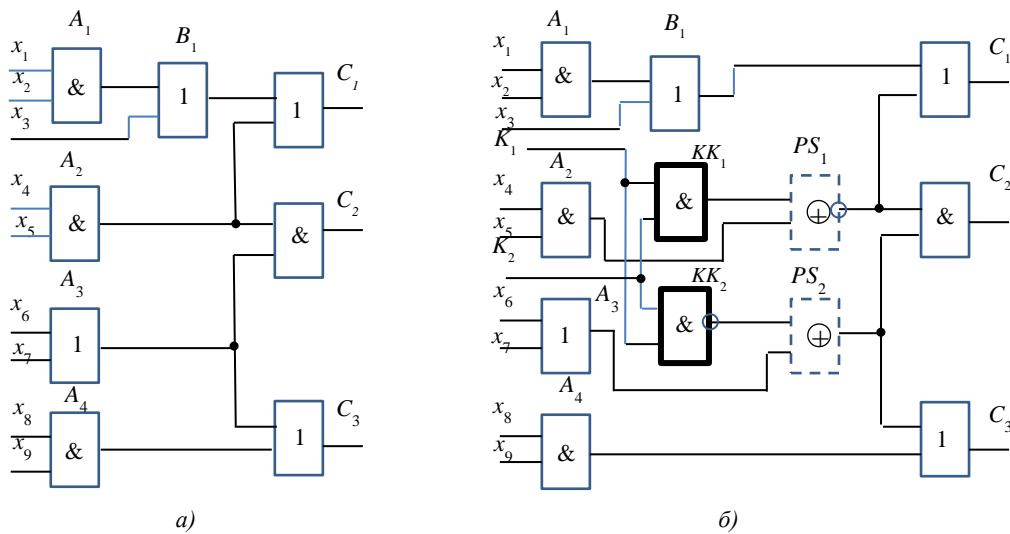 A1
B1
x1
x2
x3
&
1
1
C1
A2
x4
x5
&
&
C2
A3
x6
x7
1
A4
x8
x9
&
1
C3
а)
A1
B1
x1
x2
x3
&
1
1
C1
K1
A2
KK1
PS1
x4
x5
&
&
&
C2
K2
A3
KK2
PS2
x6
x7
1
&
A4
x8
x9
&
1
C3
б)